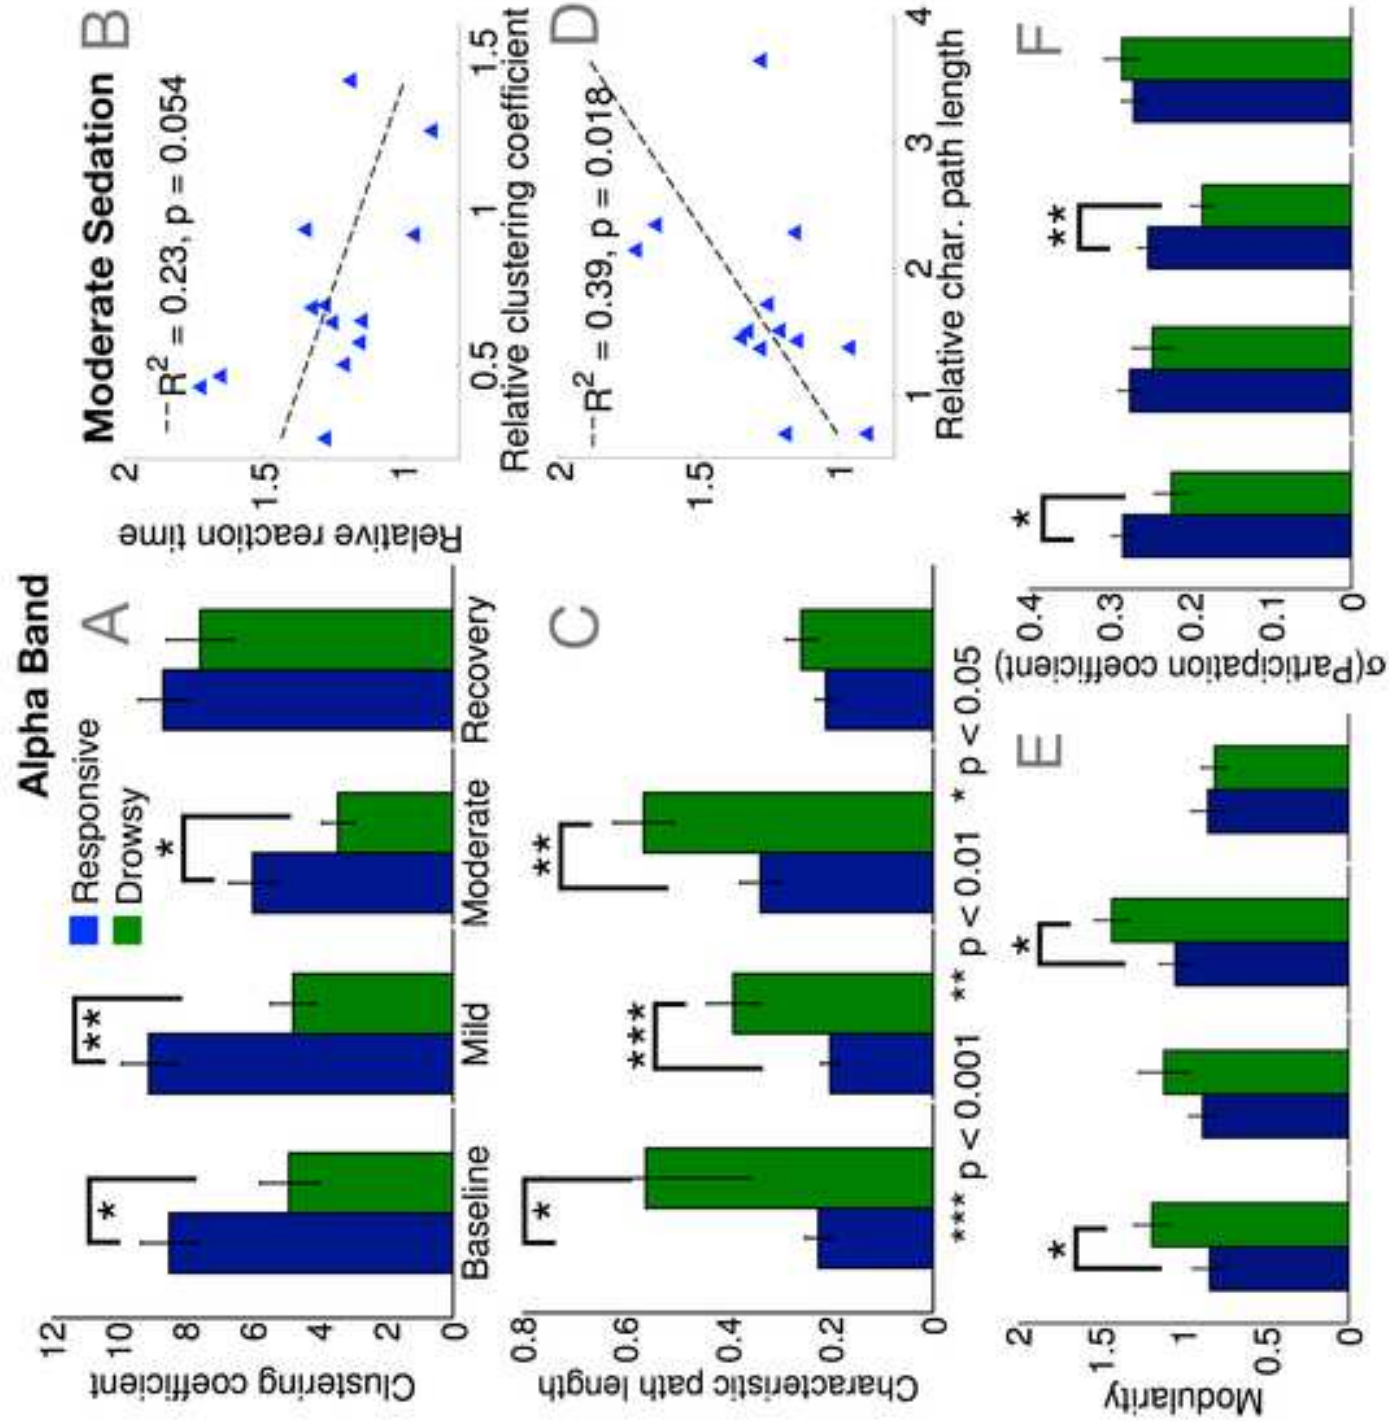 Alpha Band
Moderate Sedation
Responsive
Drowsy
A
12
10
8
6
4
2
0
Clustering coefficient
*
**
*
Baseline
Mild
Moderate
Recovery
B
--R² = 0.23, p = 0.054
2
1.5
1
Relative reaction time
0.5
1
1.5
Relative clustering coefficient
C
0.8
0.6
0.4
0.2
0
Characteristic path length
*
***
**
*** p < 0.001 ** p < 0.01 * p < 0.05
D
--R² = 0.39, p = 0.018
2
1.5
1
1
2
3
4
Relative char. path length
E
2
1.5
1
0.5
0
Modularity
*
*
F
0.4
0.3
0.2
0.1
0
σ(Participation coefficient)
*
**